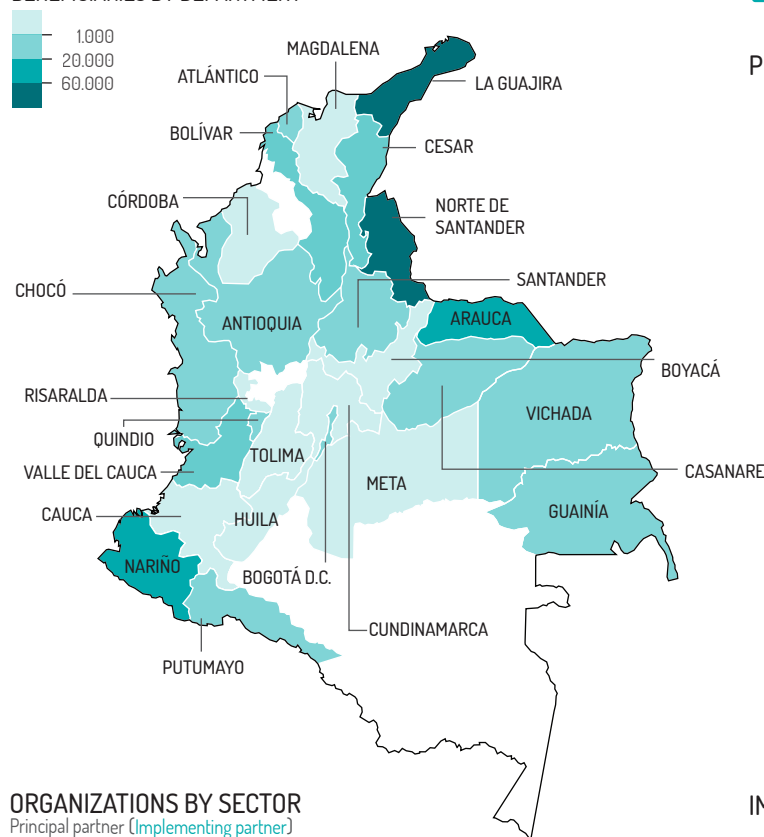 1.000
20.000
60.000
MAGDALENA
ATLÁNTICO
LA GUAJIRA
P
BOLÍVAR
CESAR
CÓRDOBA
NORTE DE
SANTANDER
SANTANDER
CHOCÓ
ARAUCA
ANTIOQUIA
BOYACÁ
RISARALDA
VICHADA
QUINDIO
TOLIMA
VALLE DEL CAUCA
CASANARE
META
CAUCA
HUILA
GUAINÍA
NARIÑO
BOGOTÁ D.C.
CUNDINAMARCA
PUTUMAYO
ORGANIZATIONS BY SECTOR
IN
Principal partner (Implementing partner)